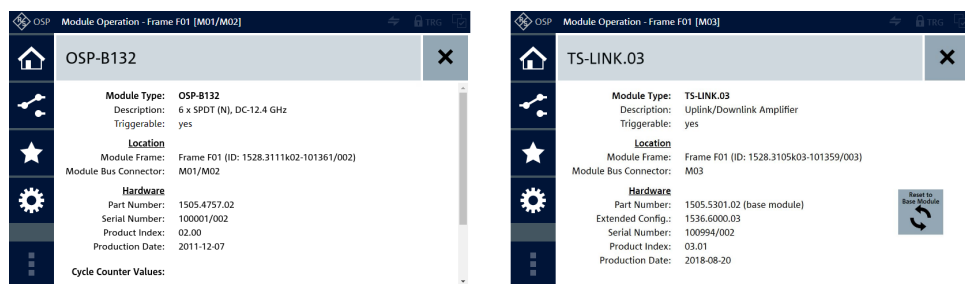 OSP Module Operation - Frame F01 [M01/M02] TRG
OSP-B132
Module Type: OSP-B132
Description: 6 x SPDT (N), DC-12.4 GHz
Triggerable: yes
Location
Module Frame: Frame F01 (ID: 1528.3111k02-101361/002)
Module Bus Connector: M01/M02
Hardware
Part Number: 1505.4757.02
Serial Number: 100001/002
Product Index: 02.00
Production Date: 2011-12-07
Cycle Counter Values:
OSP Module Operation - Frame F01 [M03] TRG
TS-LINK.03
Module Type: TS-LINK.03
Description: Uplink/Downlink Amplifier
Triggerable: yes
Location
Module Frame: Frame F01 (ID: 1528.3105k03-101359/003)
Module Bus Connector: M03
Hardware
Part Number: 1505.5301.02 (base module)
Extended Config.: 1536.6000.03
Serial Number: 100994/002
Product Index: 03.01
Production Date: 2018-08-20
Reset to
Base Module